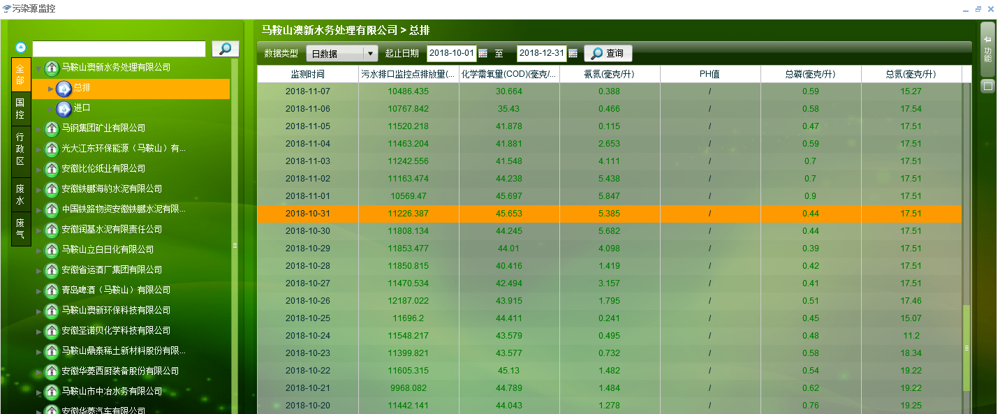 污染源监控
马鞍山澳新水务处理有限公司 > 总排
数据类型 日数据 起止日期 2018-10-01 至 2018-12-31 查询
全部
国控
行政区
废水
废气
马鞍山澳新水务处理有限公司
总排
进口
马钢集团矿业有限公司
光大江东环保能源（马鞍山）有...
安徽比伦纸业有限公司
安徽铁鹏海豹水泥有限公司
中国铁路物资安徽铁鹏水泥有限...
安徽润基水泥有限责任公司
马鞍山立白日化有限公司
安徽省运酒厂集团有限公司
青岛啤酒（马鞍山）有限公司
马鞍山澳新环保科技有限公司
安徽圣诺贝化学科技有限公司
马鞍山鼎泰稀土新材料股份有限...
安徽华菱西厨装备股份有限公司
马鞍山市中冶水务有限公司
安徽华菱汽车有限公司
监测时间 污水排口监控点排放量(... 化学需氧量(COD)(毫克/... 氨氮(毫克/升) PH值 总磷(毫克/升) 总氮(毫克/升)
2018-11-07 10486.435 30.664 0.388 / 0.59 15.27
2018-11-06 10767.842 35.43 0.466 / 0.58 17.54
2018-11-05 11520.218 41.878 0.115 / 0.47 17.51
2018-11-04 11463.204 41.881 2.653 / 0.59 17.51
2018-11-03 11242.556 41.548 4.111 / 0.7 17.51
2018-11-02 11163.474 44.238 5.438 / 0.7 17.51
2018-11-01 10569.47 45.697 5.847 / 0.9 17.51
2018-10-31 11226.387 45.653 5.385 / 0.44 17.51
2018-10-30 11808.134 44.245 5.682 / 0.44 17.51
2018-10-29 11853.477 44.01 4.098 / 0.39 17.51
2018-10-28 11850.815 40.416 1.419 / 0.42 17.51
2018-10-27 11470.534 42.494 3.157 / 0.41 17.51
2018-10-26 12187.022 43.915 1.795 / 0.51 17.46
2018-10-25 11696.2 44.411 0.241 / 0.45 15.07
2018-10-24 11548.217 43.579 0.495 / 0.48 11.2
2018-10-23 11399.821 43.577 0.732 / 0.58 18.34
2018-10-22 11605.315 45.13 1.482 / 0.54 19.22
2018-10-21 9968.082 44.789 1.484 / 0.62 19.22
2018-10-20 11442.141 44.043 1.278 / 0.76 19.25
功能